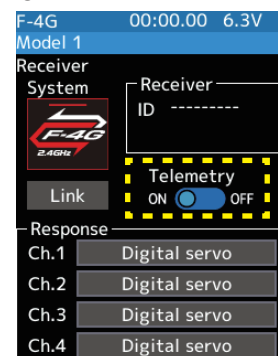 F-4G 00:00.00 6.3V
Model 1
Receiver
System
Receiver
ID ---------
F-4G
2.4GHz
Telemetry
Link
ON OFF
Response
Ch.1 Digital servo
Ch.2 Digital servo
Ch.3 Digital servo
Ch.4 Digital servo